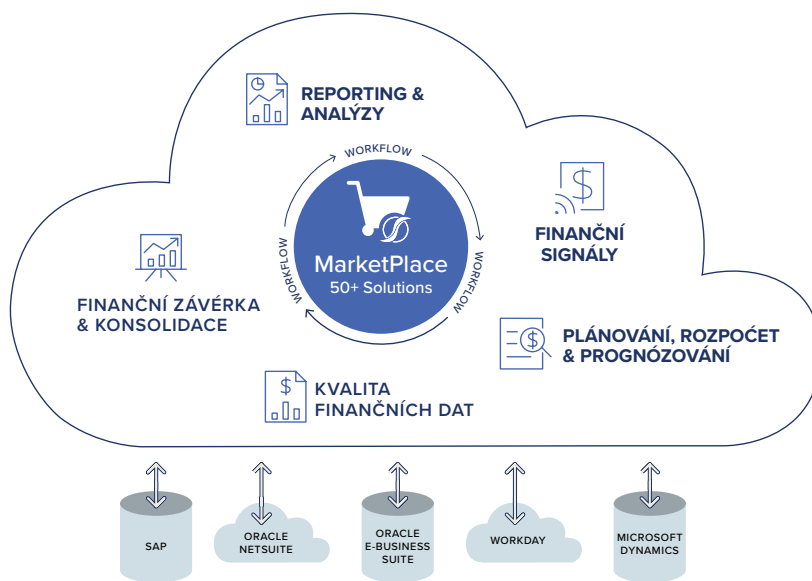 REPORTING &
ANALÝZY
WORKFLOW
WORKFLOW
WORKFLOW
MarketPlace
50+ Solutions
FINANČNÍ
SIGNÁLY
FINANČNÍ ZÁVĚRKA
& KONSOLIDACE
PLÁNOVÁNÍ, ROZPOĆET
& PROGNÓZOVÁNÍ
KVALITA
FINANČNÍCH DAT
SAP
ORACLE
NETSUITE
ORACLE
E-BUSINESS
SUITE
WORKDAY
MICROSOFT
DYNAMICS